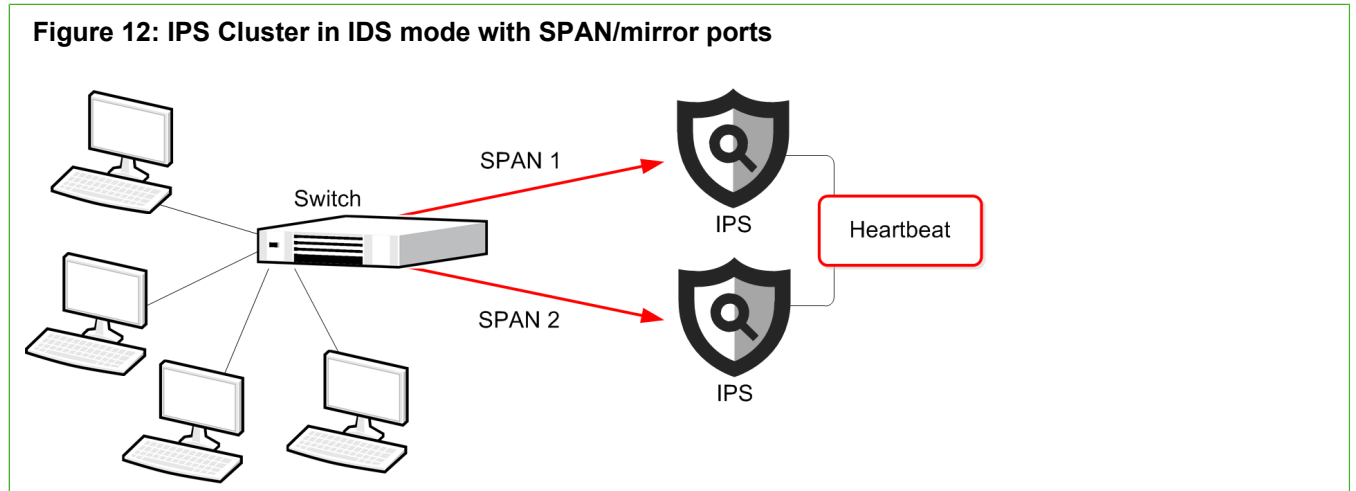 Figure 12: IPS Cluster in IDS mode with SPAN/mirror ports
SPAN 1
Switch
IPS
Heartbeat
SPAN 2
IPS